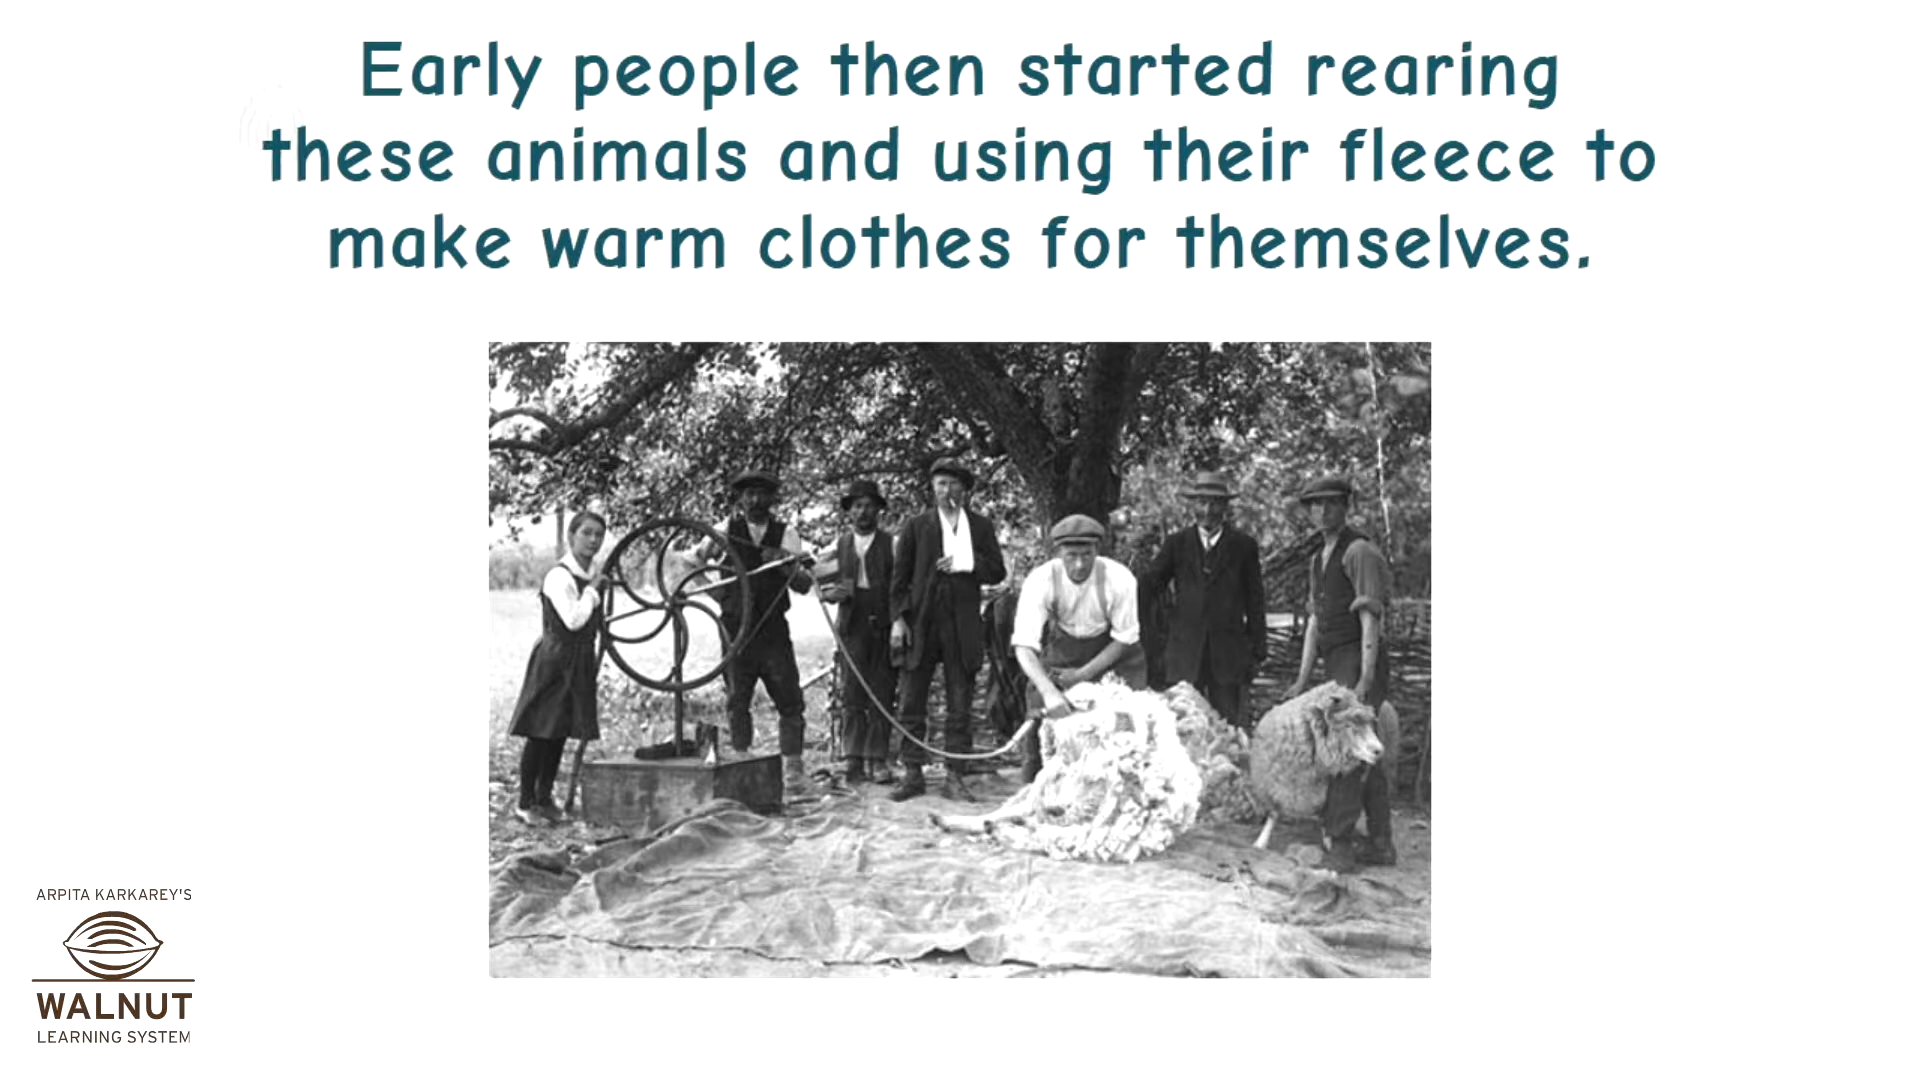 Early people then started rearing
these animals and using their fleece to
make warm clothes for themselves.
ARPITA KARKAREY'S
WALNUT
LEARNING SYSTEM